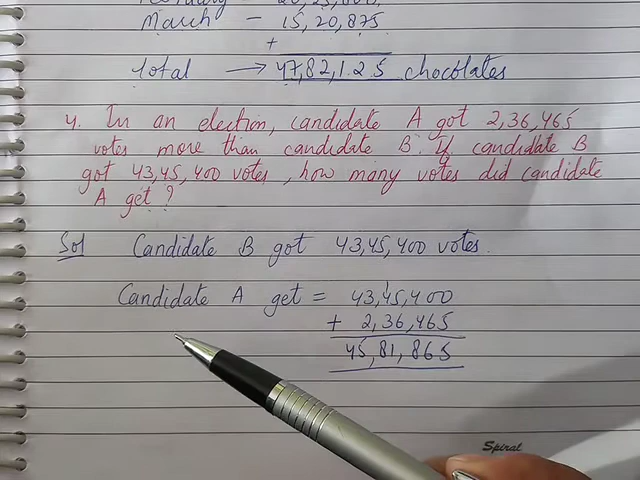 March - 15,20,875
+
Total → 47,82,125 chocolates
4. In an election, candidate A got 2,36,465
votes more than candidate B. If candidate B
got 43,45,400 votes, how many votes did candidate
A get ?
Sol Candidate B got 43,45,400 votes.
Candidate A get = 43,45,400
+ 2,36,465
45,81,865
Spiral